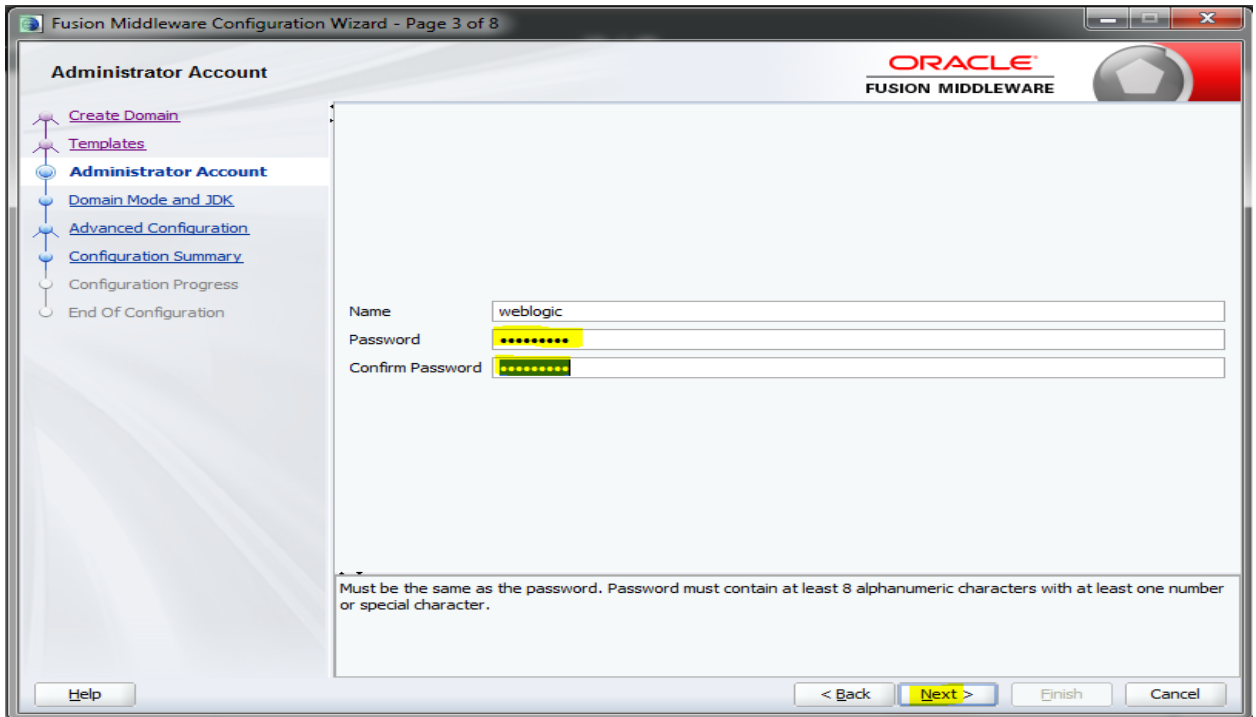 Fusion Middleware Configuration Wizard - Page 3 of 8
Administrator Account
ORACLE
FUSION MIDDLEWARE
Create Domain
Templates
Administrator Account
Domain Mode and JDK
Advanced Configuration
Configuration Summary
Configuration Progress
End Of Configuration
Name weblogic
Password •••••••••
Confirm Password •••••••••
Must be the same as the password. Password must contain at least 8 alphanumeric characters with at least one number
or special character.
Help < Back Next > Finish Cancel